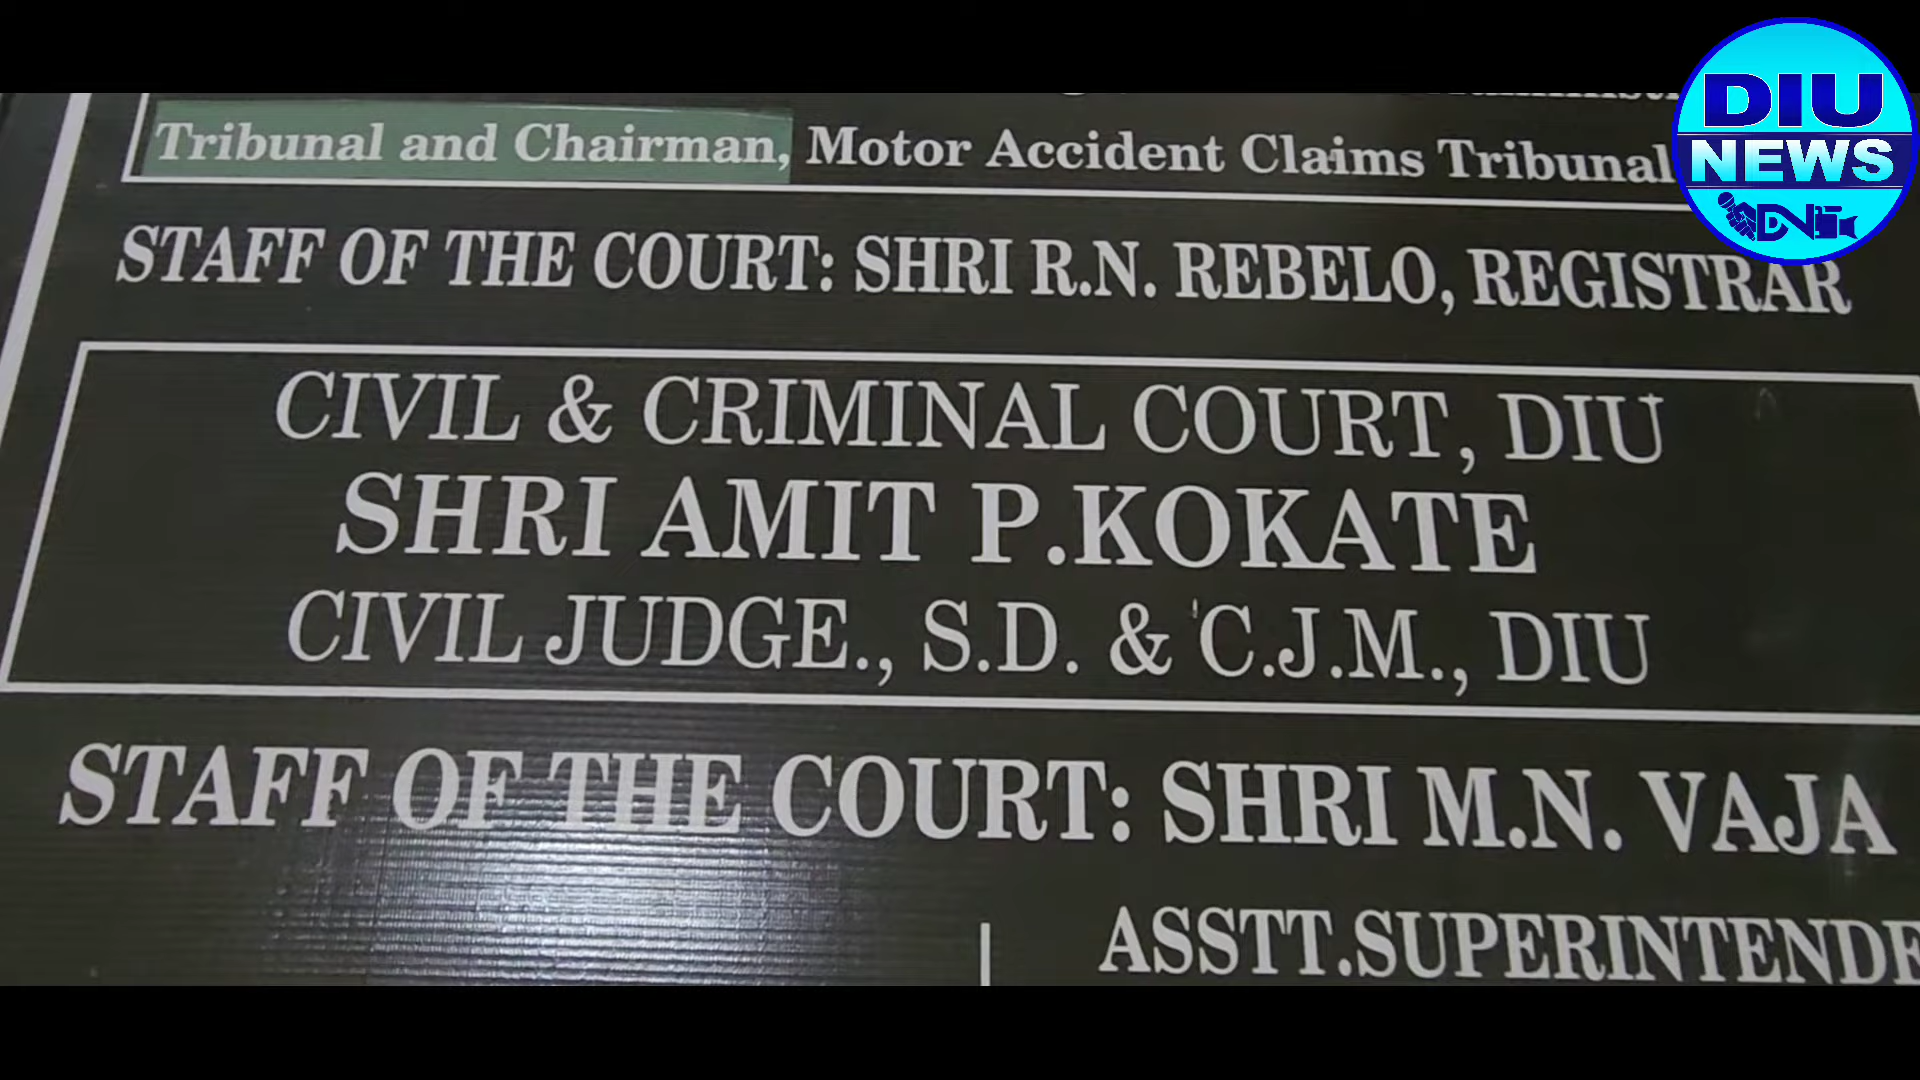 Tribunal and Chairman, Motor Accident Claims Tribunal
STAFF OF THE COURT: SHRI R.N. REBELO, REGISTRAR
CIVIL & CRIMINAL COURT, DIU
SHRI AMIT P.KOKATE
CIVIL JUDGE., S.D. & C.J.M., DIU
STAFF OF THE COURT: SHRI M.N. VAJA
ASSTT.SUPERINTENDE
DIU
NEWS
DN